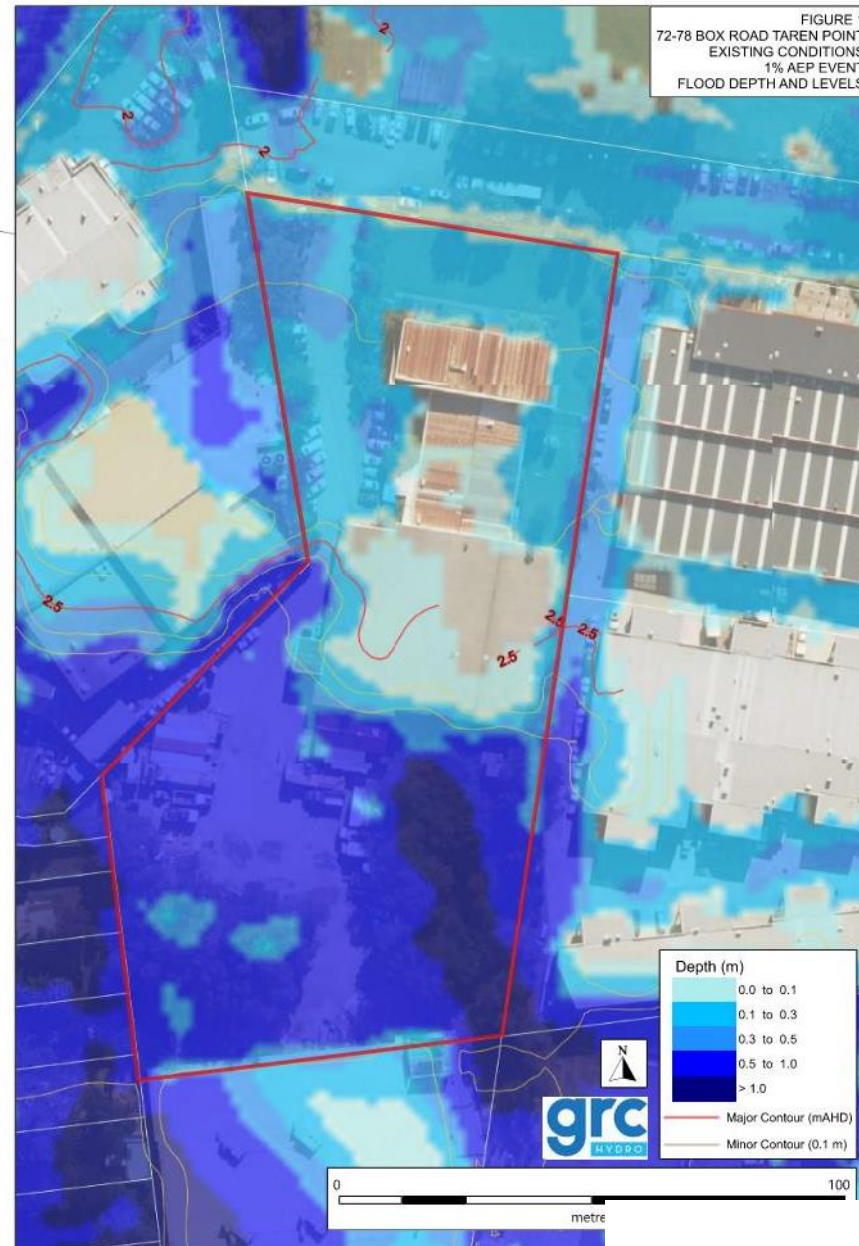 FIGURE
72-78 BOX ROAD TAREN POINT
EXISTING CONDITIONS
1% AEP EVENT
FLOOD DEPTH AND LEVELS
2
2
2
2.5
2.5
2.5
2.5
Depth (m)
0.0 to 0.1
0.1 to 0.3
0.3 to 0.5
0.5 to 1.0
> 1.0
Major Contour (mAHD)
Minor Contour (0.1 m)
N
grc
HYDRO
0 100
metre